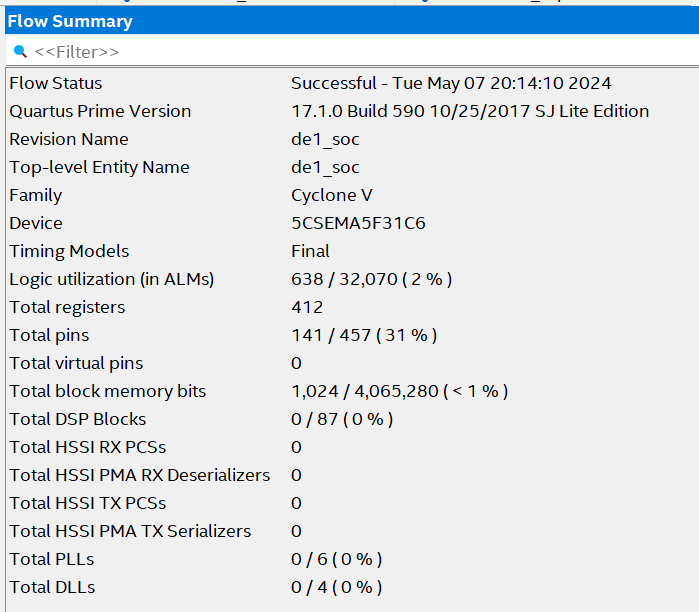 Flow Summary
<<Filter>>
Flow Status Successful - Tue May 07 20:14:10 2024
Quartus Prime Version 17.1.0 Build 590 10/25/2017 SJ Lite Edition
Revision Name de1_soc
Top-level Entity Name de1_soc
Family Cyclone V
Device 5CSEMA5F31C6
Timing Models Final
Logic utilization (in ALMs) 638 / 32,070 ( 2 % )
Total registers 412
Total pins 141 / 457 ( 31 % )
Total virtual pins 0
Total block memory bits 1,024 / 4,065,280 ( < 1 % )
Total DSP Blocks 0 / 87 ( 0 % )
Total HSSI RX PCSs 0
Total HSSI PMA RX Deserializers 0
Total HSSI TX PCSs 0
Total HSSI PMA TX Serializers 0
Total PLLs 0 / 6 ( 0 % )
Total DLLs 0 / 4 ( 0 % )